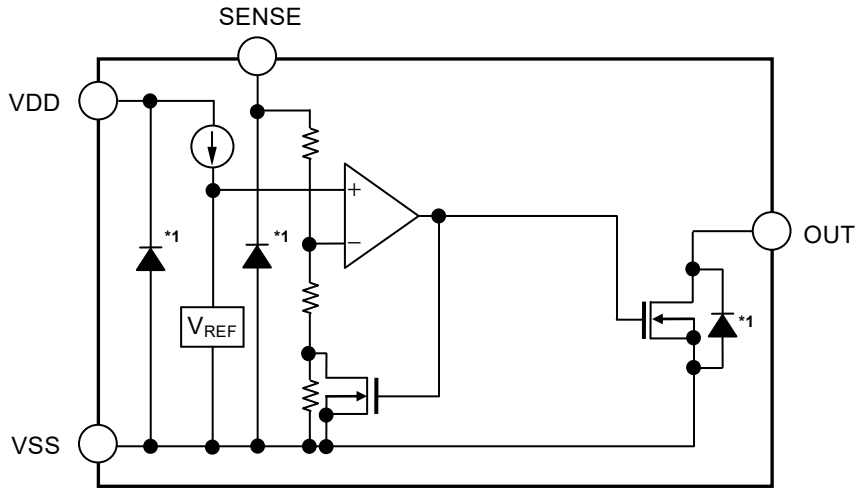 SENSE
VDD
*1
*1
+
−
OUT
*1
VREF
VSS